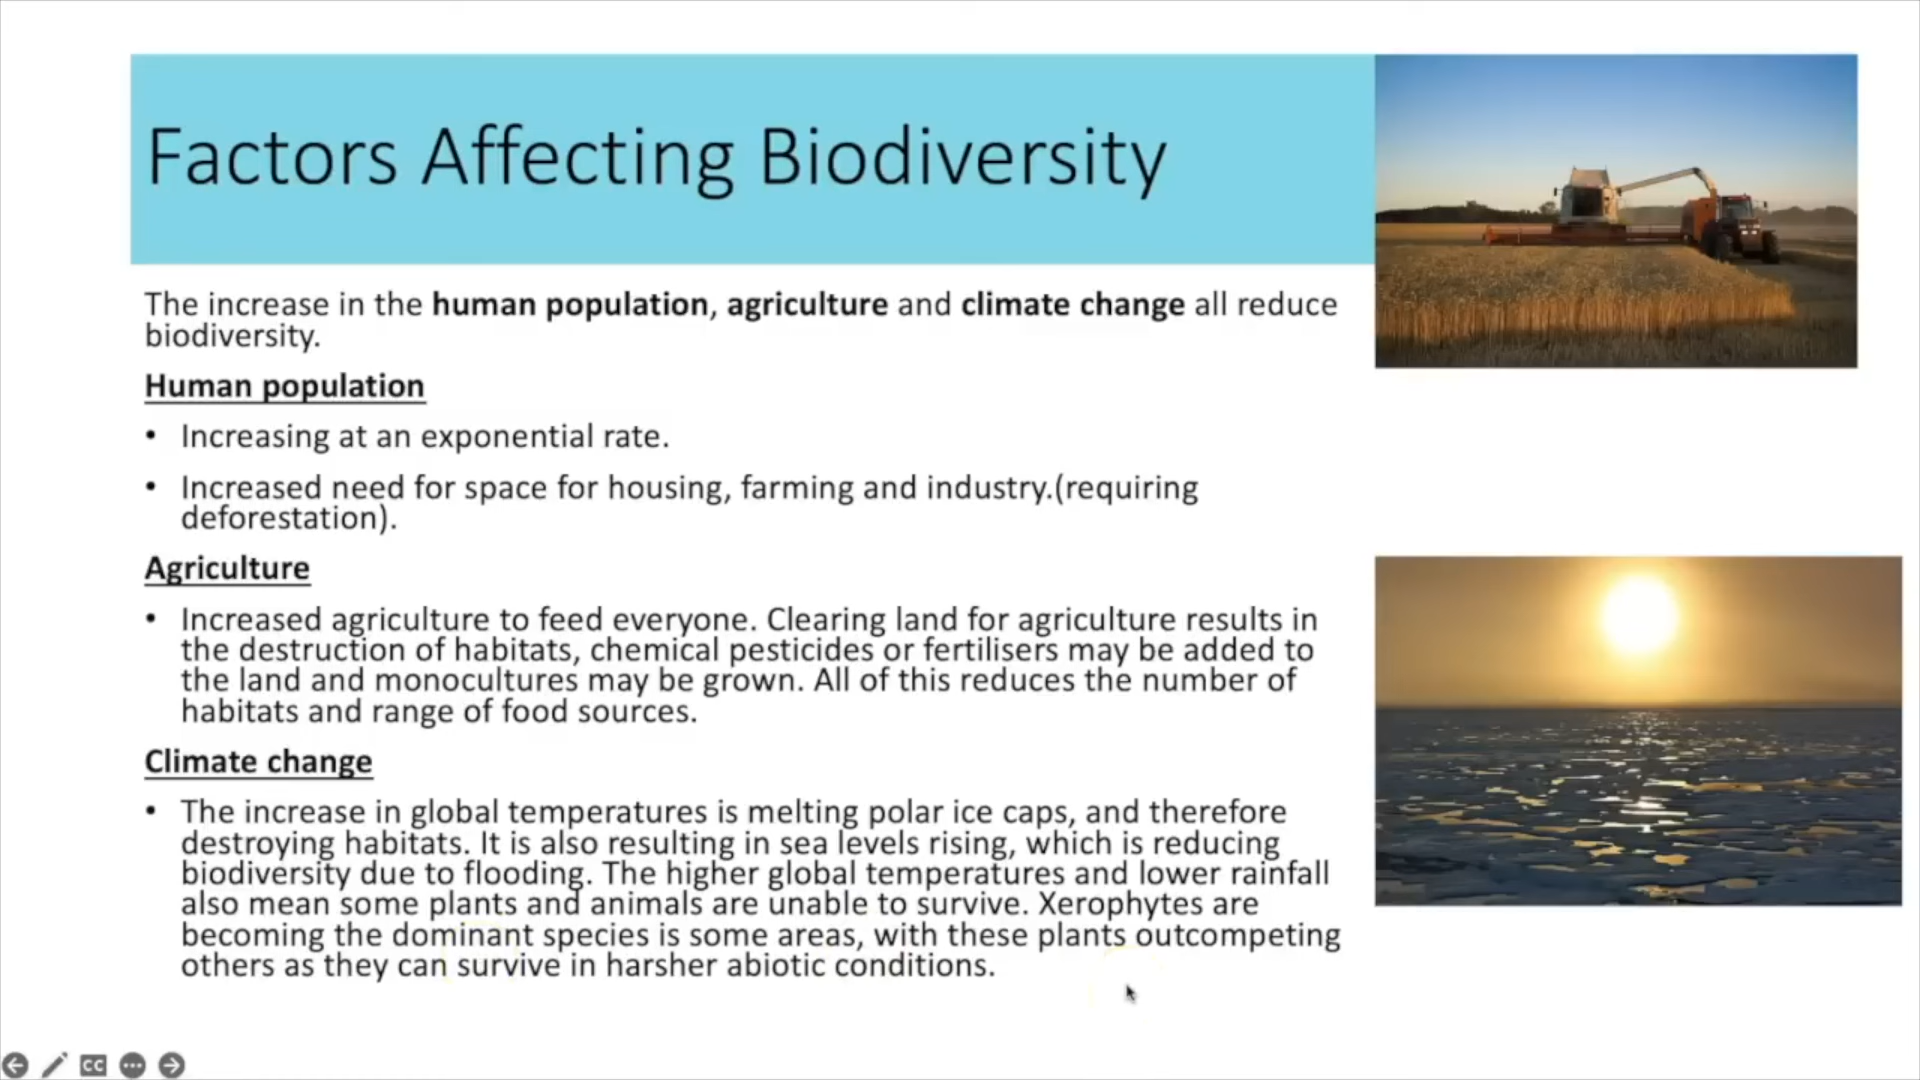 Factors Affecting Biodiversity
The increase in the human population, agriculture and climate change all reduce
biodiversity.
Human population
• Increasing at an exponential rate.
• Increased need for space for housing, farming and industry.(requiring
deforestation).
Agriculture
• Increased agriculture to feed everyone. Clearing land for agriculture results in
the destruction of habitats, chemical pesticides or fertilisers may be added to
the land and monocultures may be grown. All of this reduces the number of
habitats and range of food sources.
Climate change
• The increase in global temperatures is melting polar ice caps, and therefore
destroying habitats. It is also resulting in sea levels rising, which is reducing
biodiversity due to flooding. The higher global temperatures and lower rainfall
also mean some plants and animals are unable to survive. Xerophytes are
becoming the dominant species is some areas, with these plants outcompeting
others as they can survive in harsher abiotic conditions.
CC